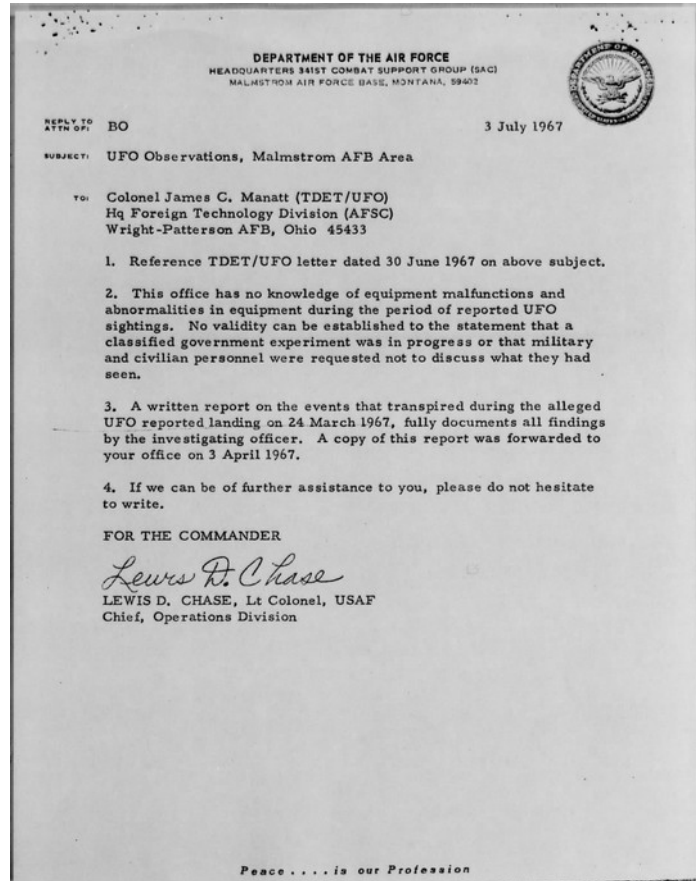 DEPARTMENT OF THE AIR FORCE
HEADQUARTERS 341ST COMBAT SUPPORT GROUP (SAC)
MALMSTROM AIR FORCE BASE, MONTANA, 59402
REPLY TO
ATTN OF: BO 3 July 1967
SUBJECT: UFO Observations, Malmstrom AFB Area
TO: Colonel James C. Manatt (TDET/UFO)
Hq Foreign Technology Division (AFSC)
Wright-Patterson AFB, Ohio 45433
1. Reference TDET/UFO letter dated 30 June 1967 on above subject.
2. This office has no knowledge of equipment malfunctions and
abnormalities in equipment during the period of reported UFO
sightings. No validity can be established to the statement that a
classified government experiment was in progress or that military
and civilian personnel were requested not to discuss what they had
seen.
3. A written report on the events that transpired during the alleged
UFO reported landing on 24 March 1967, fully documents all findings
by the investigating officer. A copy of this report was forwarded to
your office on 3 April 1967.
4. If we can be of further assistance to you, please do not hesitate
to write.
FOR THE COMMANDER
Lewis D. Chase
LEWIS D. CHASE, Lt Colonel, USAF
Chief, Operations Division
Peace . . . . is our Profession